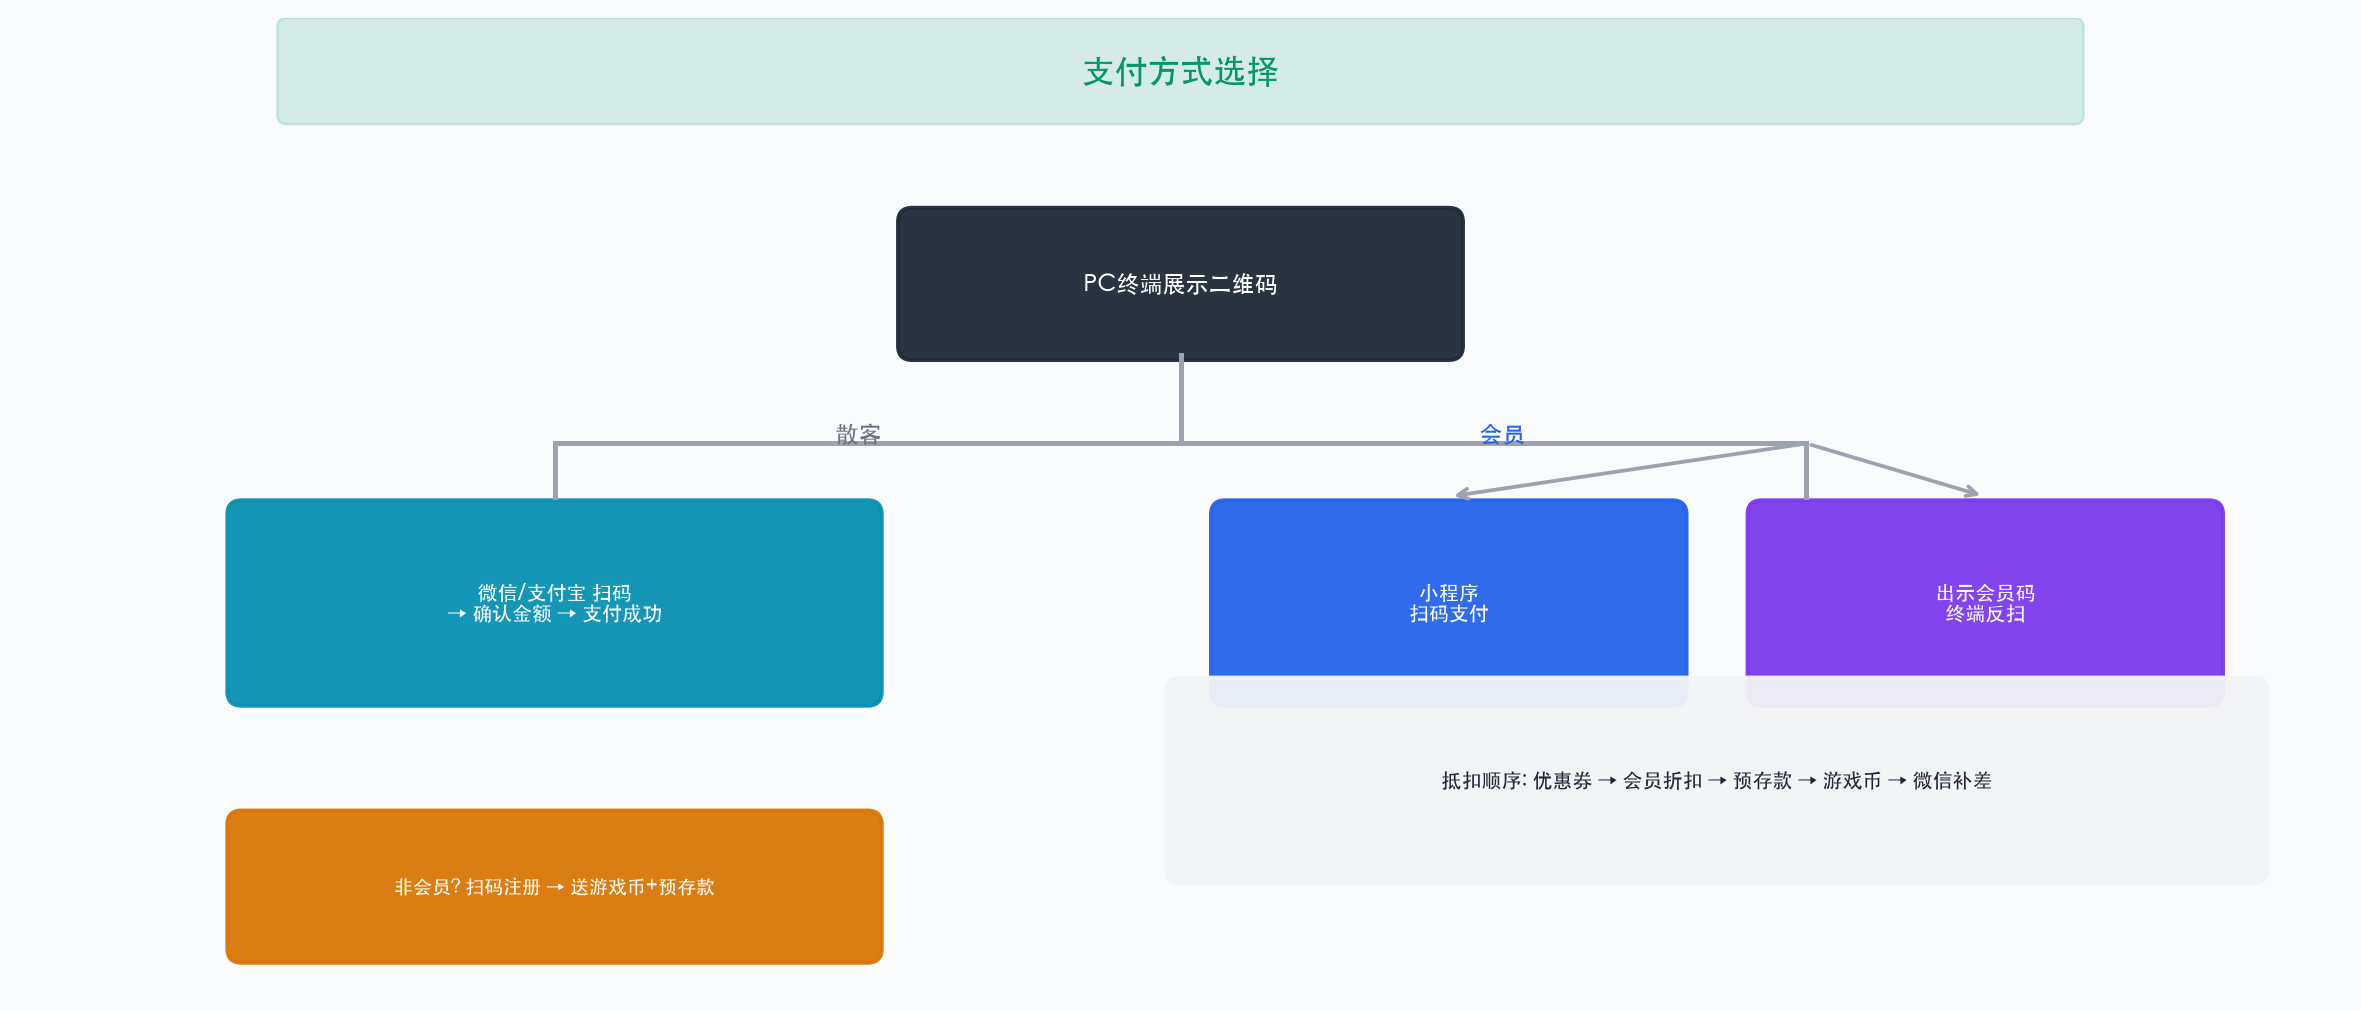 支付方式选择
PC终端展示二维码
散客
会员
微信/支付宝 扫码
→ 确认金额 → 支付成功
小程序
扫码支付
出示会员码
终端反扫
抵扣顺序: 优惠券 → 会员折扣 → 预存款 → 游戏币 → 微信补差
非会员? 扫码注册 → 送游戏币+预存款